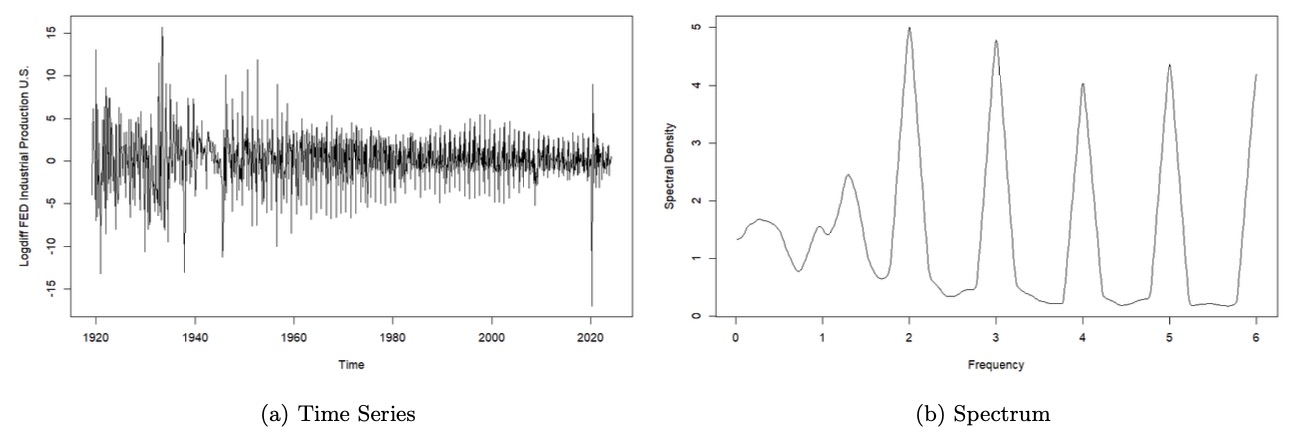 Logdiff FED Industrial Production U.S.
15
10
5
0
-5
-10
-15
1920 1940 1960 1980 2000 2020
Time
(a) Time Series
Spectral Density
5
4
3
2
1
0
0 1 2 3 4 5 6
Frequency
(b) Spectrum